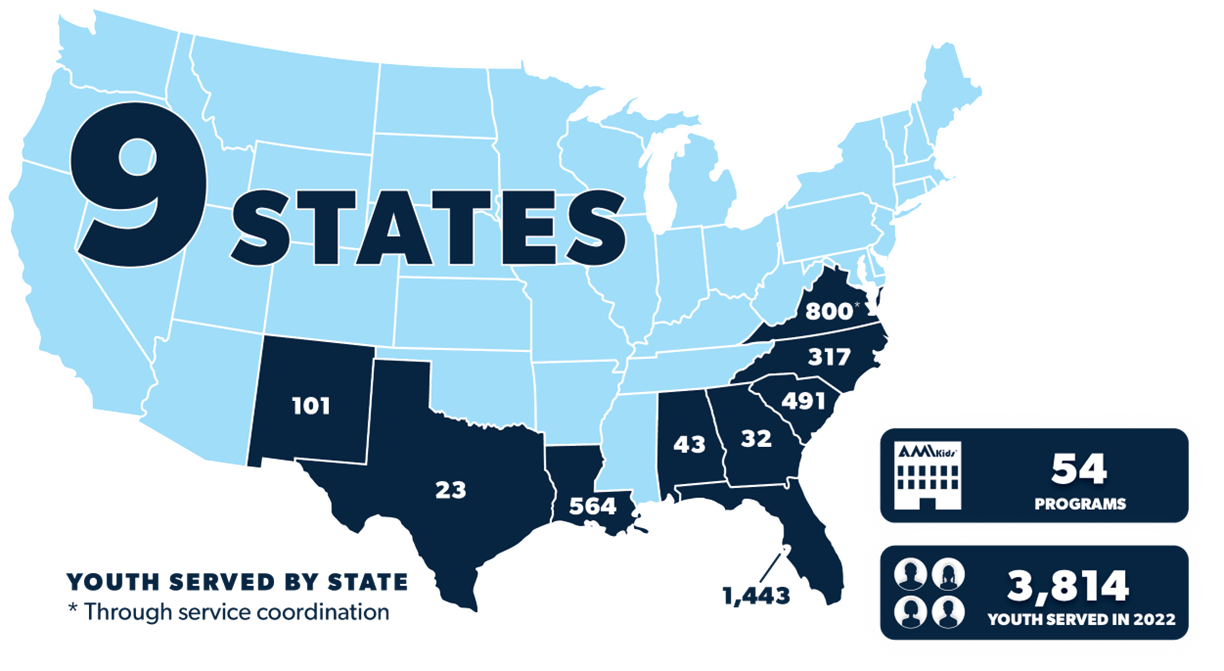 9 STATES
800*
317
491
101
43
32
23
564
1,443
AMIkids
54
PROGRAMS
3,814
YOUTH SERVED IN 2022
YOUTH SERVED BY STATE
* Through service coordination